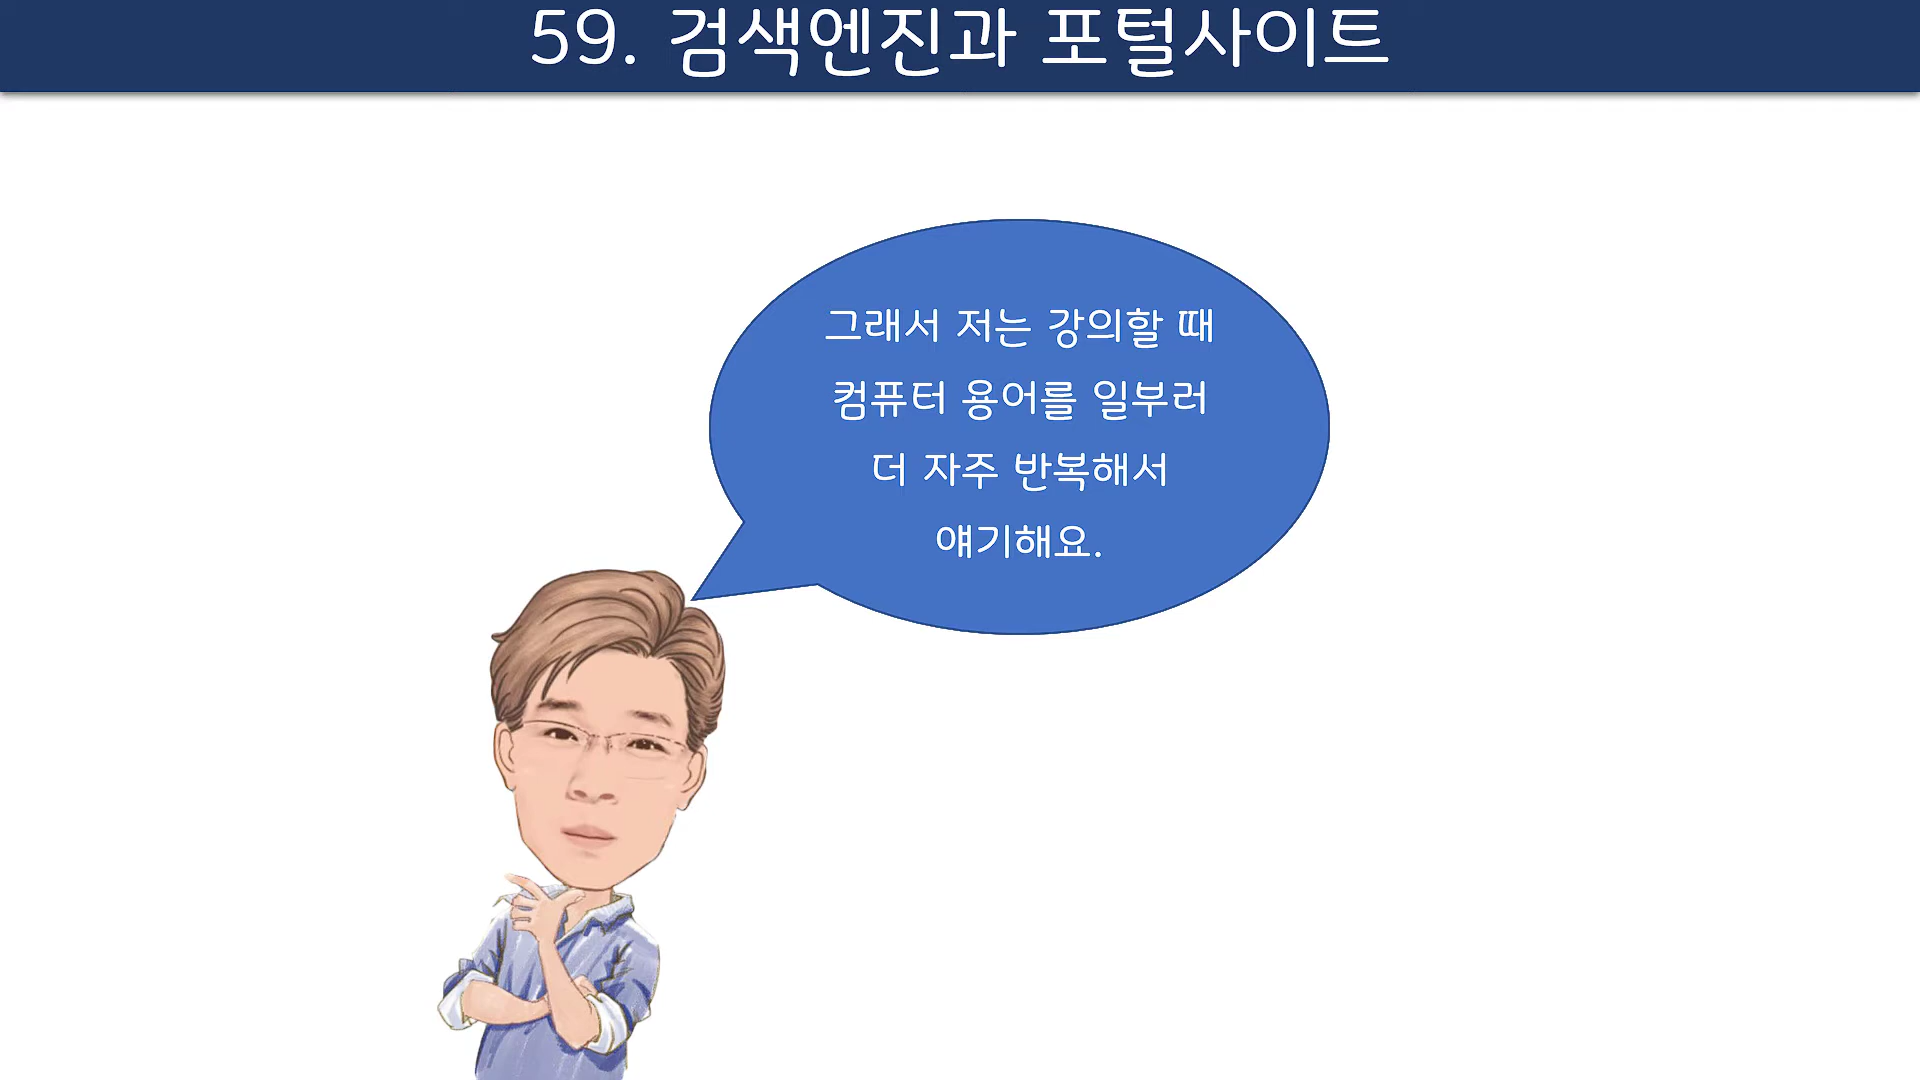 59. 검색엔진과 포털사이트
그래서 저는 강의할 때
컴퓨터 용어를 일부러
더 자주 반복해서
얘기해요.